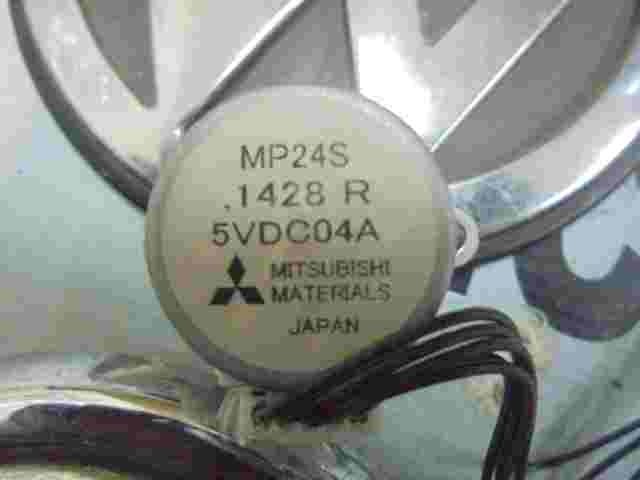 MP24S
.1428 R
5VDC04A
MITSUBISHI
MATERIALS
JAPAN